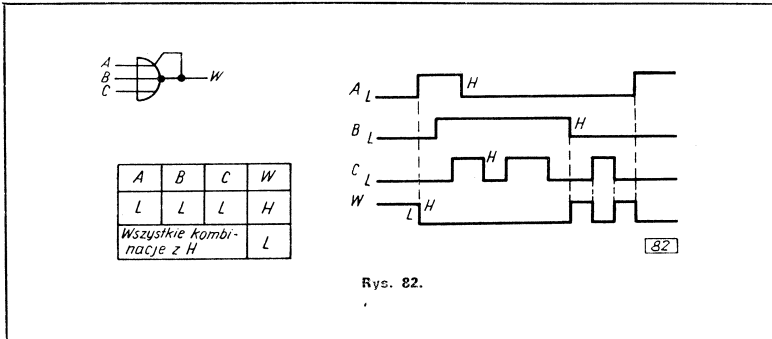 A
B
C
W
A B C W
L L L H
Wszystkie kombi-
nacje z H
L
A L H
B L H
C L H
W L H
82
Rys. 82.